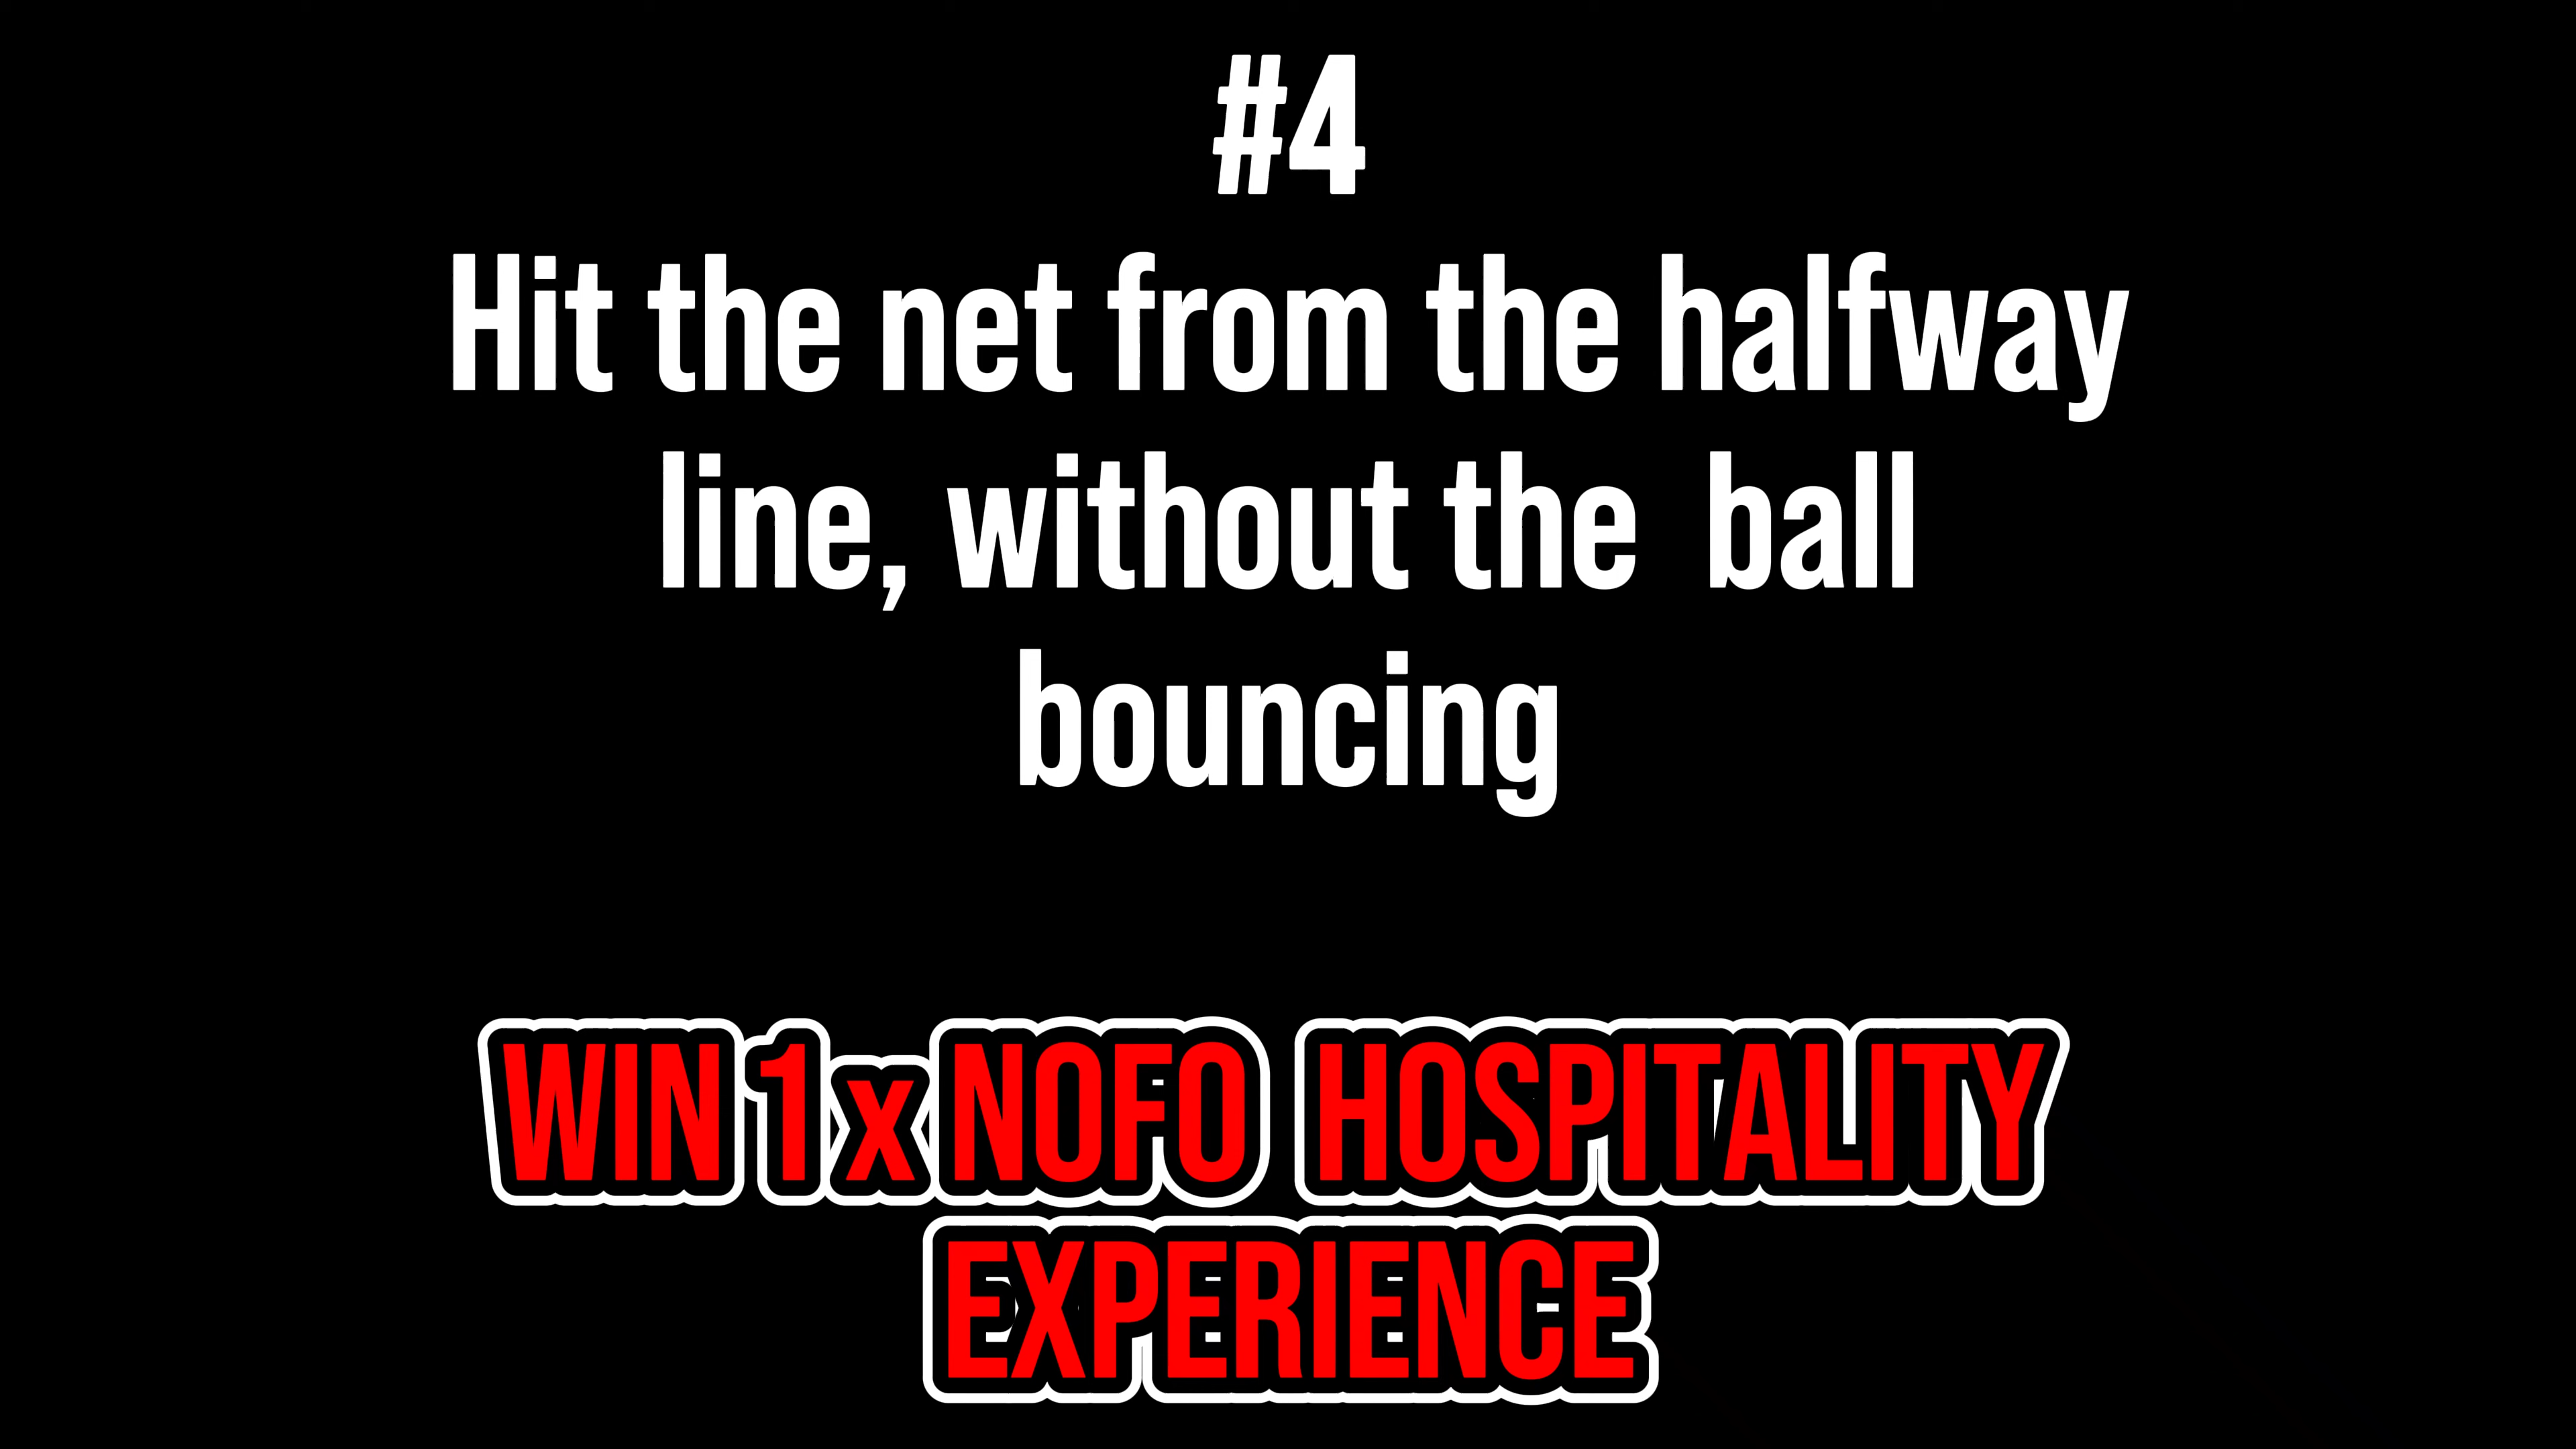 #4
Hit the net from the halfway
line, without the  ball
bouncing
WIN 1 x NOFO  HOSPITALITY
EXPERIENCE